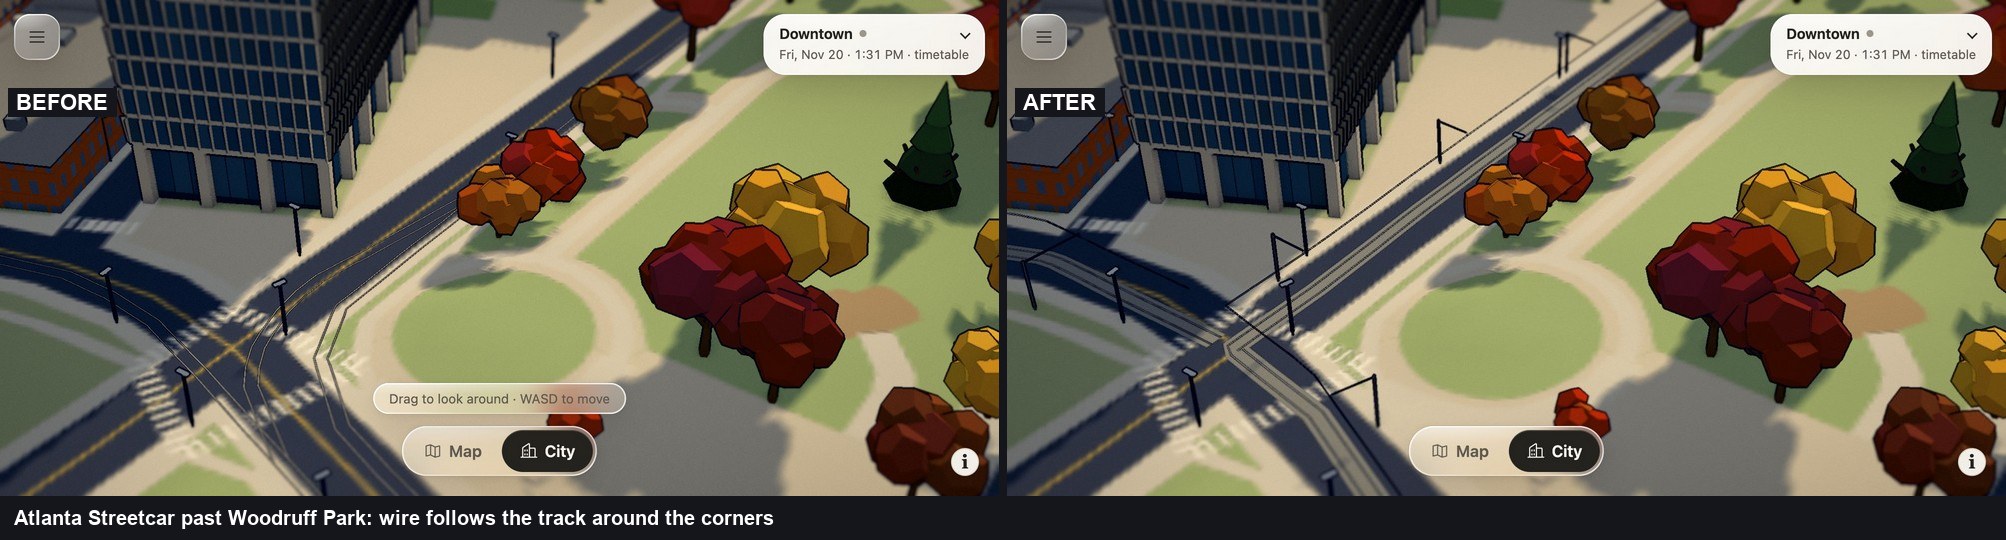 BEFORE
Downtown
Fri, Nov 20 · 1:31 PM · timetable
Drag to look around · WASD to move
Map
City
i
AFTER
Downtown
Fri, Nov 20 · 1:31 PM · timetable
Map
City
i
Atlanta Streetcar past Woodruff Park: wire follows the track around the corners